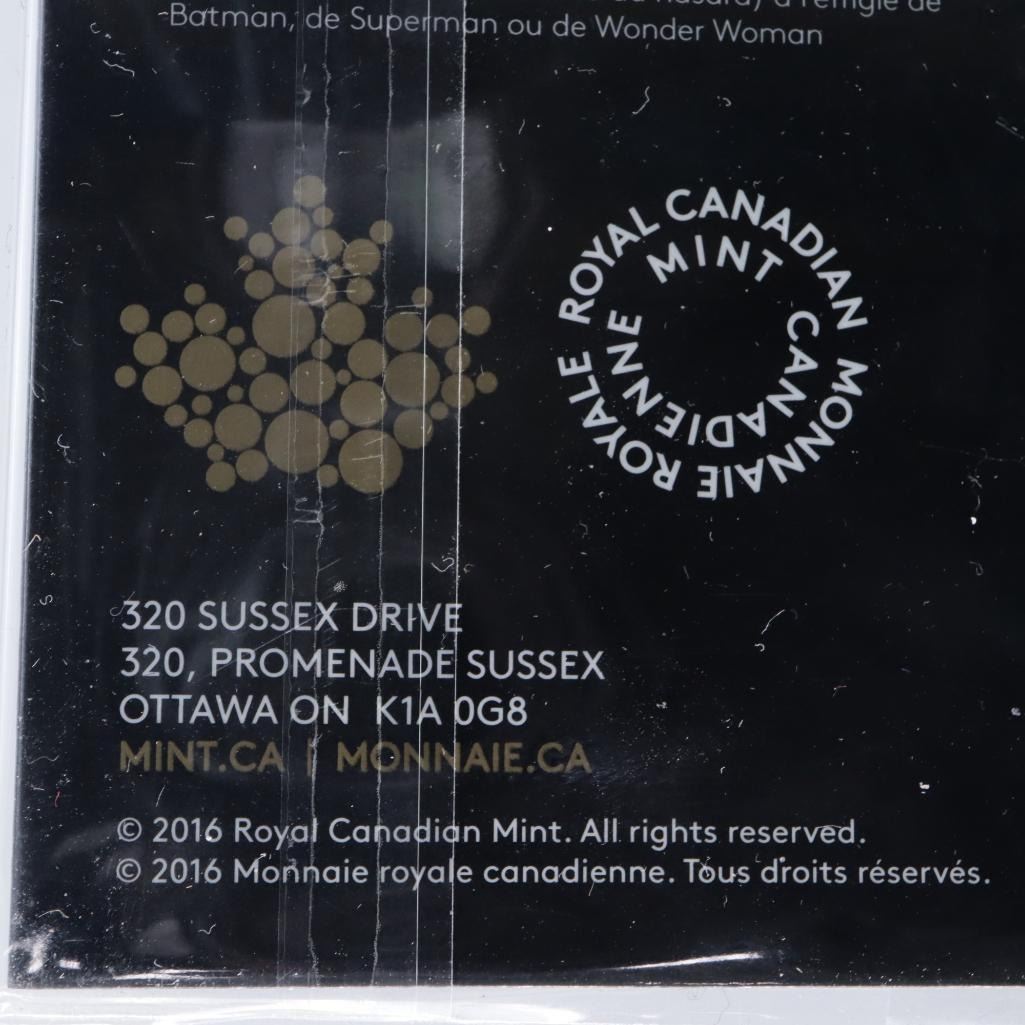 à l'effigie de
-Batman, de Superman ou de Wonder Woman
ROYAL CANADIAN
MINT
MONNAIE ROYALE
CANADIENNE
320 SUSSEX DRIVE
320, PROMENADE SUSSEX
OTTAWA ON K1A 0G8
MINT.CA | MONNAIE.CA
© 2016 Royal Canadian Mint. All rights reserved.
© 2016 Monnaie royale canadienne. Tous droits réservés.